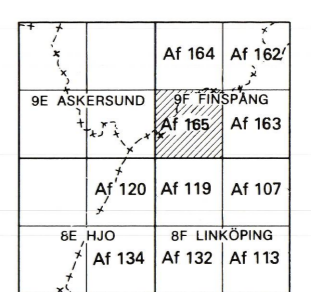 Af 164 Af 162
9E ASKERSUND 9F FINSPÅNG
Af 165 Af 163
Af 120 Af 119 Af 107
8E HJO 8F LINKÖPING
Af 134 Af 132 Af 113